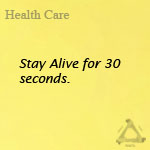 Health Care
Stay Alive for 30
seconds.